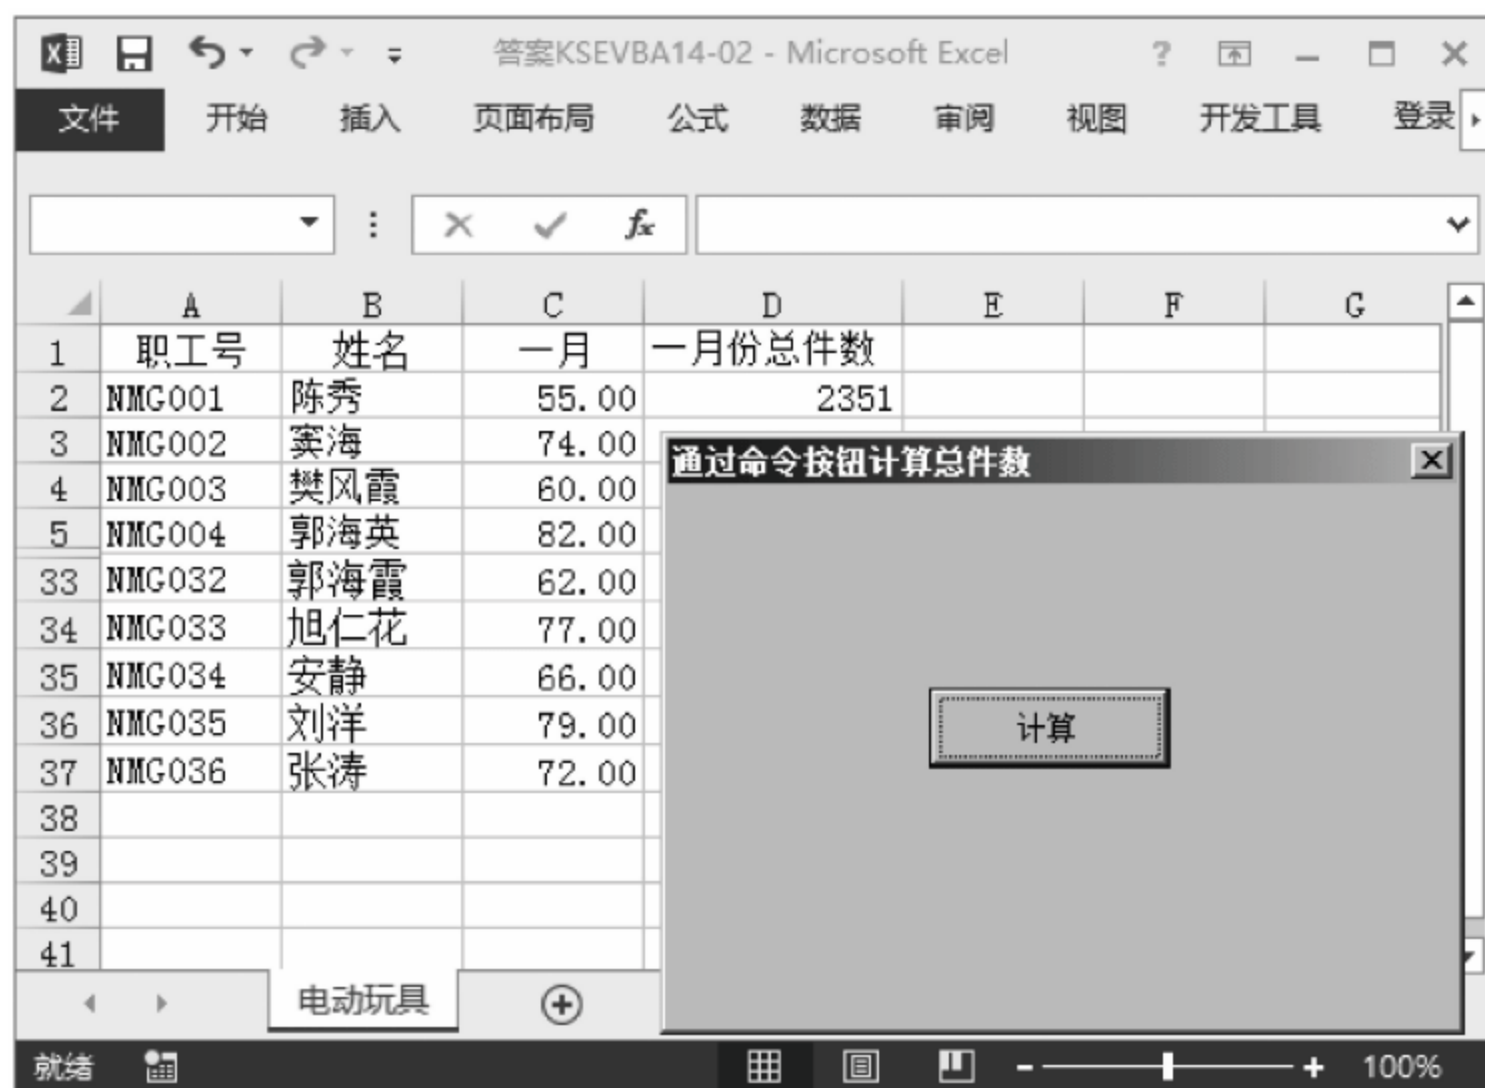 答案KSEVBA14-02 - Microsoft Excel ?
文件 开始 插入 页面布局 公式 数据 审阅 视图 开发工具 登录
fx
A B C D E F G
1 职工号 姓名 一月 一月份总件数
2 NMG001 陈秀 55.00 2351
3 NMG002 窦海 74.00
通过命令按钮计算总件数
4 NMG003 樊风霞 60.00
5 NMG004 郭海英 82.00
33 NMG032 郭海霞 62.00
34 NMG033 旭仁花 77.00
35 NMG034 安静 66.00
36 NMG035 刘洋 79.00
计算
37 NMG036 张涛 72.00
38
39
40
41
电动玩具
就绪 100%